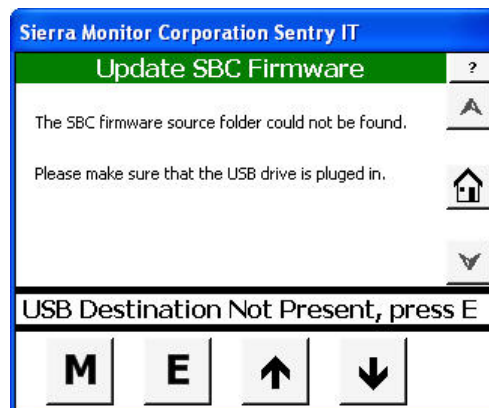 Sierra Monitor Corporation Sentry IT
Update SBC Firmware
?
The SBC firmware source folder could not be found.
Please make sure that the USB drive is pluged in.
USB Destination Not Present, press E
M E